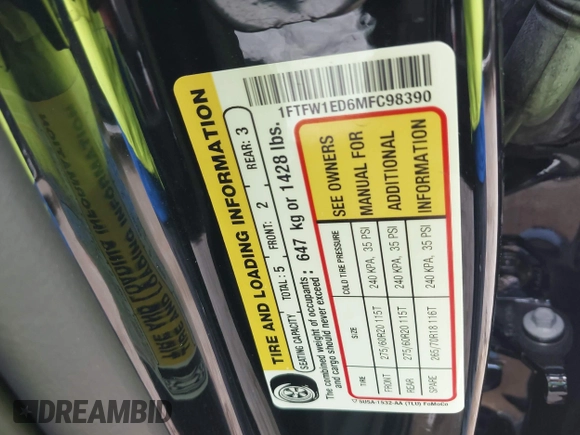 1FTFW1ED6MFC98390
TIRE AND LOADING INFORMATION
SEATING CAPACITY TOTAL: 5 FRONT: 2 REAR: 3
The combined weight of occupants and cargo should never exceed : 647 kg or 1428 lbs.
TIRE SIZE COLD TIRE PRESSURE
FRONT 275/60R20 115T 240 KPA, 35 PSI
REAR 275/60R20 115T 240 KPA, 35 PSI
SPARE 265/70R18 116T 240 KPA, 35 PSI
SEE OWNERS
MANUAL FOR
ADDITIONAL
INFORMATION
DREAMBID